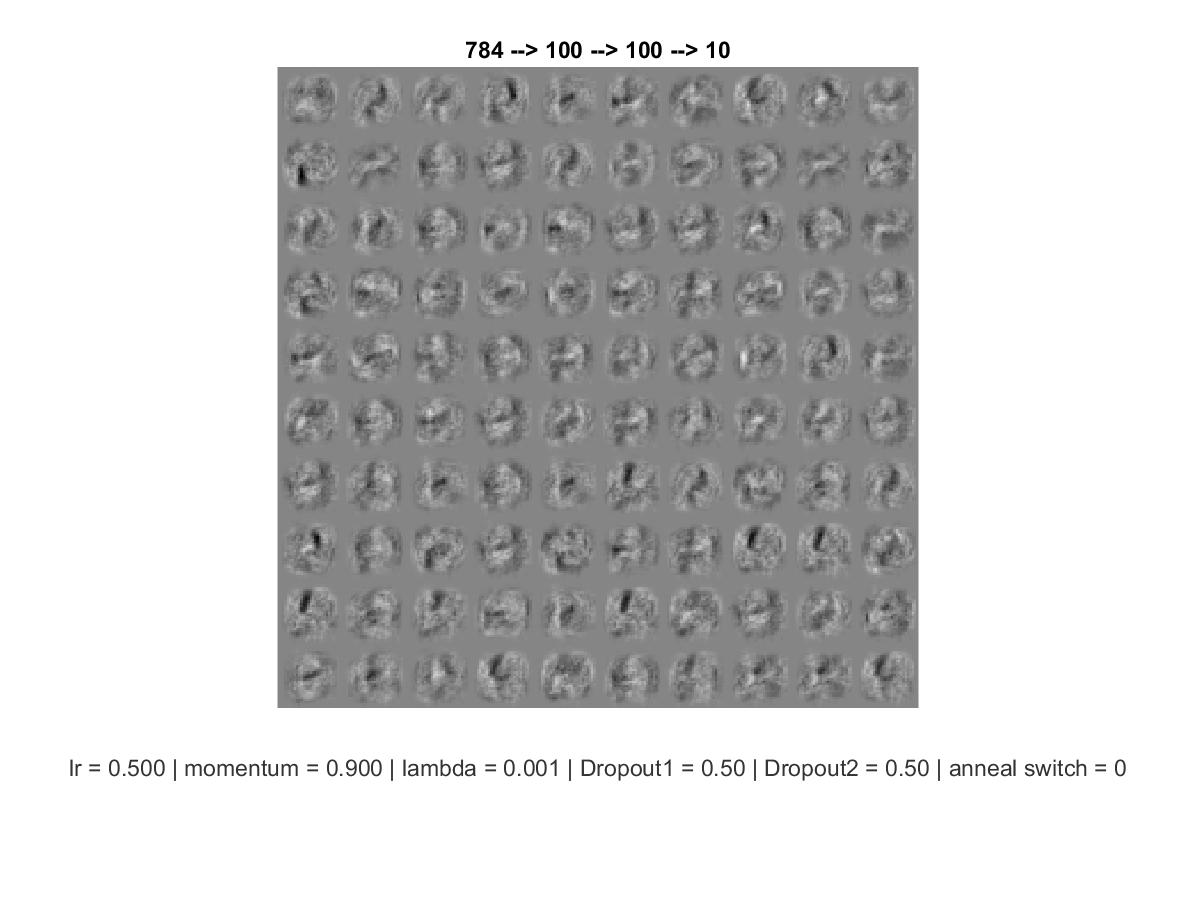 784 --> 100 --> 100 --> 10
lr = 0.500 | momentum = 0.900 | lambda = 0.001 | Dropout1 = 0.50 | Dropout2 = 0.50 | anneal switch = 0